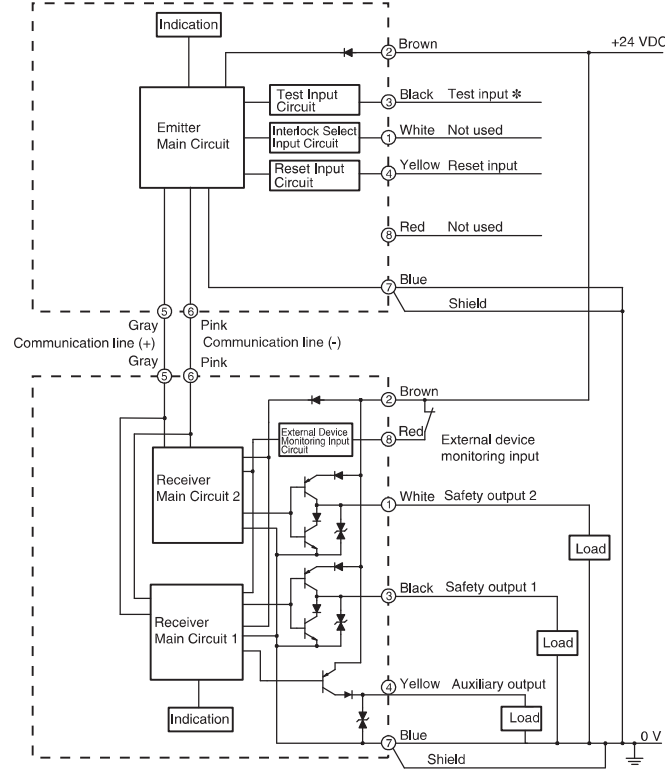 Indication
2 Brown +24 VDC
Test Input
Circuit
3 Black Test input *
Emitter
Main Circuit
Interlock Select
Input Circuit
1 White Not used
Reset Input
Circuit
4 Yellow Reset input
8 Red Not used
7 Blue
Shield
5 6
Gray Pink
Communication line (+) Communication line (-)
Gray Pink
5 6
2 Brown
External Device
Monitoring Input
Circuit
8 Red
External device
monitoring input
Receiver
Main Circuit 2
1 White Safety output 2
Load
3 Black Safety output 1
Receiver
Main Circuit 1
Load
4 Yellow Auxiliary output
Indication
Load
7 Blue 0 V
Shield